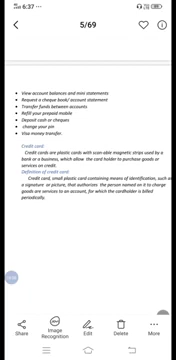 6:37
5/69
View account balances and mini statements
Request a cheque book/ account statement
Transfer funds between accounts
Refill your prepaid mobile
Deposit cash or cheques
change your pin
Visa money transfer.
Credit card
Credit cards are plastic cards with scan-able magnetic strips used by a
bank or a business, which allow the card holder to purchase goods or
services on credit.
Definition of credit card:
Credit card, small plastic card containing means of identification, such as
a signature or picture, that authorizes the person named on it to charge
goods are services to an account, for which the cardholder is billed
periodically.
Share
Image
Recognition
Edit
Delete
More